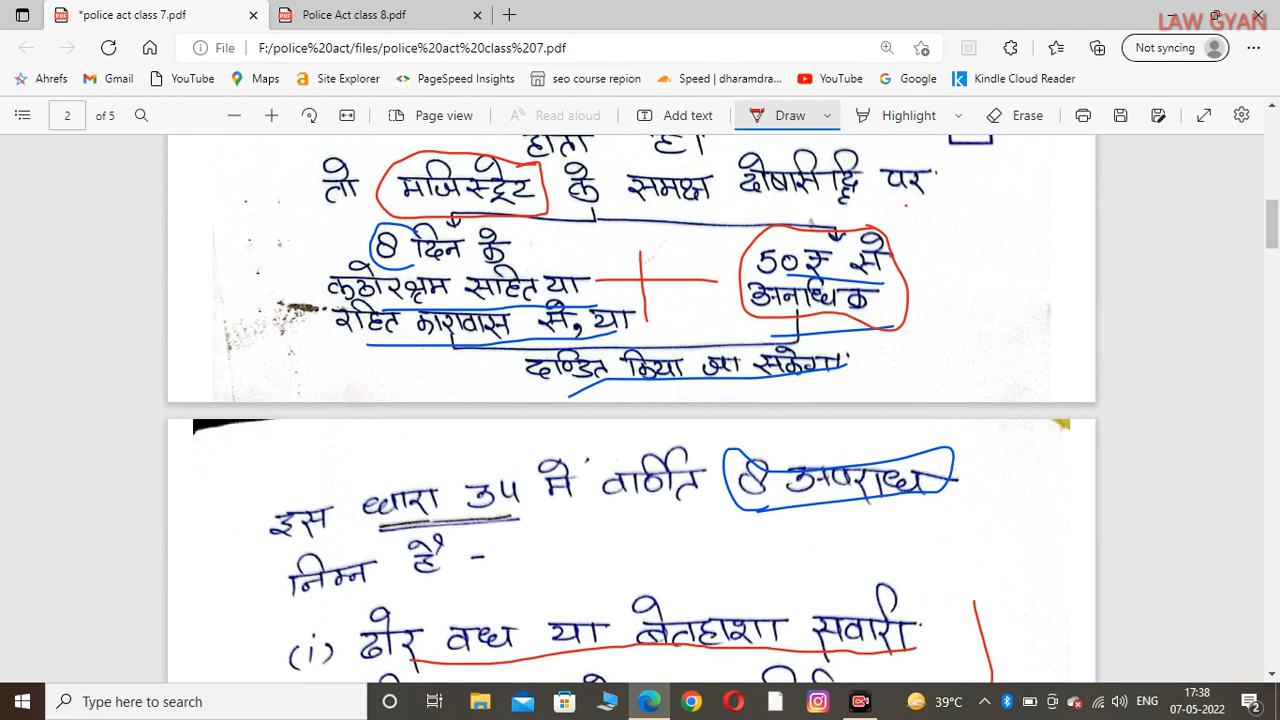 *police act class 7.pdf
Police Act class 8.pdf
LAW GYAN
File F:/police%20act/files/police%20act%20class%207.pdf
Not syncing
Ahrefs Gmail YouTube Maps Site Explorer PageSpeed Insights seo course repion Speed | dharamdra... YouTube Google Kindle Cloud Reader
2 of 5 Page view Read aloud Add text Draw Highlight Erase
होता है।
तो मजिस्ट्रेट के समक्ष दोषसिद्धि पर
8 दिन के
कठोरश्रम सहित या
रहित कारावास से, या
50 रु से
अनाधिक
दण्डित किया जा सकेगा
इस धारा 34 मे वर्णित 8 अपराध
निम्न है -
(i) ढोर वध या बेतहाशा सवारी
Type here to search
39°C
ENG
17:38
07-05-2022
2